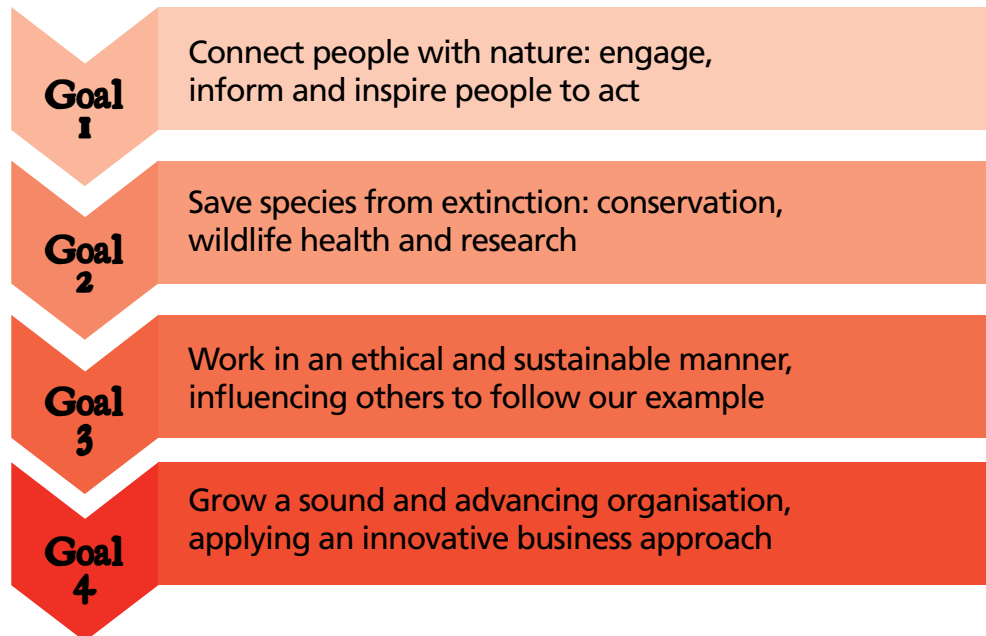 Goal
1
Connect people with nature: engage,
inform and inspire people to act
Goal
2
Save species from extinction: conservation,
wildlife health and research
Goal
3
Work in an ethical and sustainable manner,
influencing others to follow our example
Goal
4
Grow a sound and advancing organisation,
applying an innovative business approach